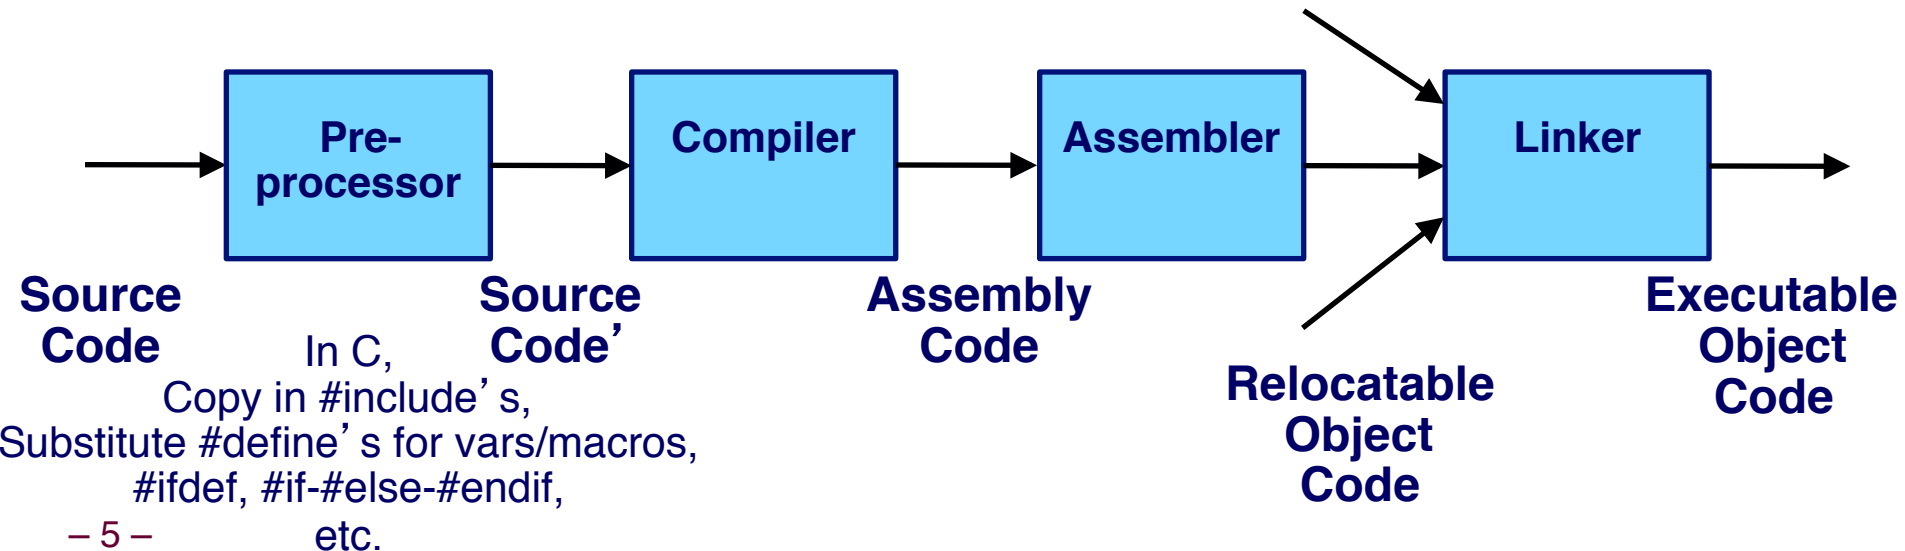 Pre-
processor
Compiler
Assembler
Linker
Source
Code
Source
Code’
Assembly
Code
Relocatable
Object
Code
Executable
Object
Code
In C,
Copy in #include’s,
Substitute #define’s for vars/macros,
#ifdef, #if-#else-#endif,
etc.
– 5 –